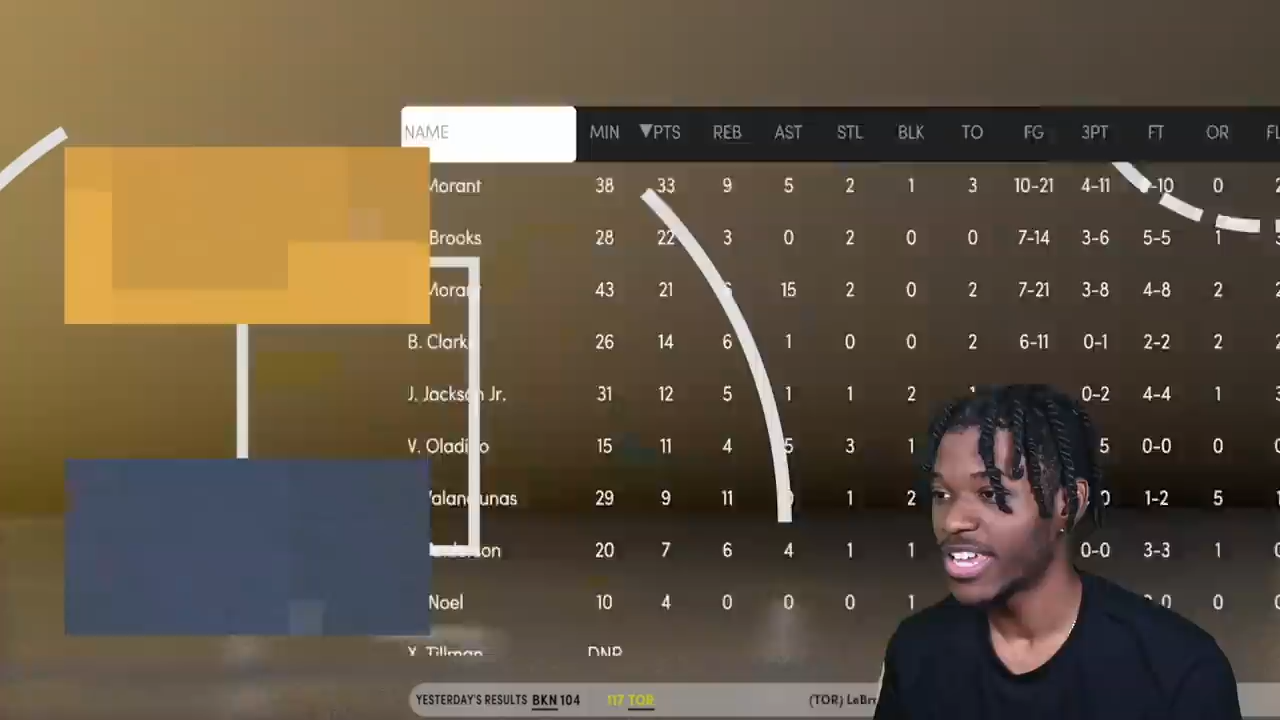 NAME MIN ▼PTS REB AST STL BLK TO FG 3PT FT OR
Morant 38 33 9 5 2 1 3 10-21 4-11 0
Brooks 28 22 3 0 2 0 0 7-14 3-6 5-5 1
43 21 15 2 0 2 7-21 3-8 4-8 2
B. Clarke 26 14 6 1 0 0 2 6-11 0-1 2-2 2
J. Jackson Jr. 31 12 5 1 1 2 0-2 4-4 1
V. Oladipo 15 11 4 5 3 1 0-0 0
29 9 11 1 2 1-2 5
20 7 6 4 1 1 0-0 3-3 1
Noel 10 4 0 0 0 1 0
X. Tillman DNP
YESTERDAY'S RESULTS BKN 104 117 TOR (TOR)